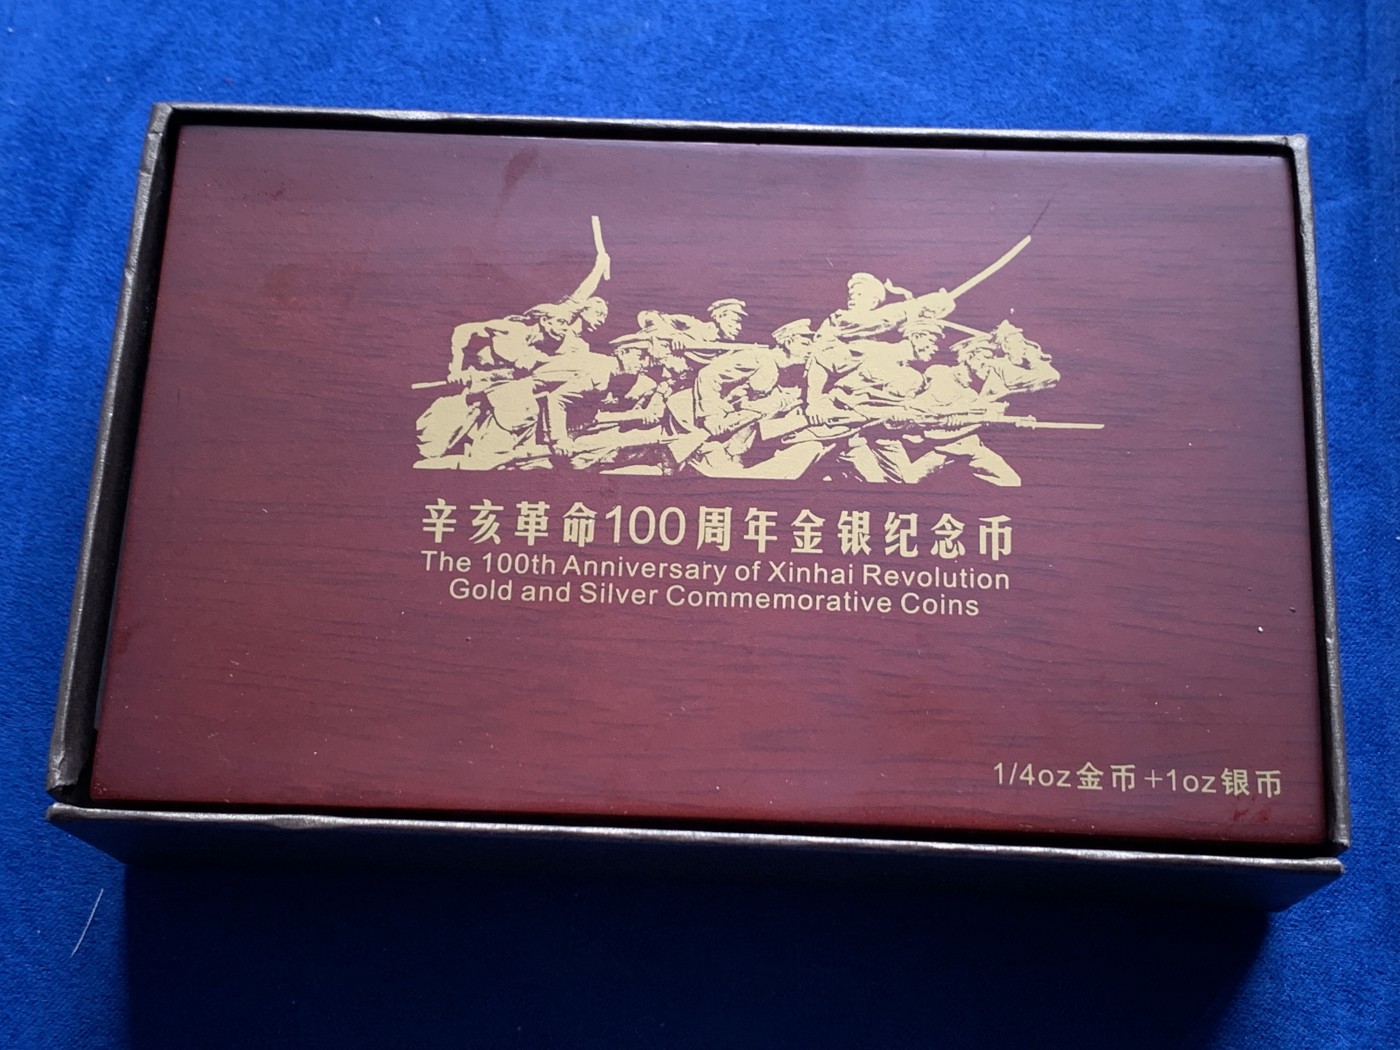 辛亥革命100周年金银纪念币
The 100th Anniversary of Xinhai Revolution
Gold and Silver Commemorative Coins
1/4oz金币+1oz银币